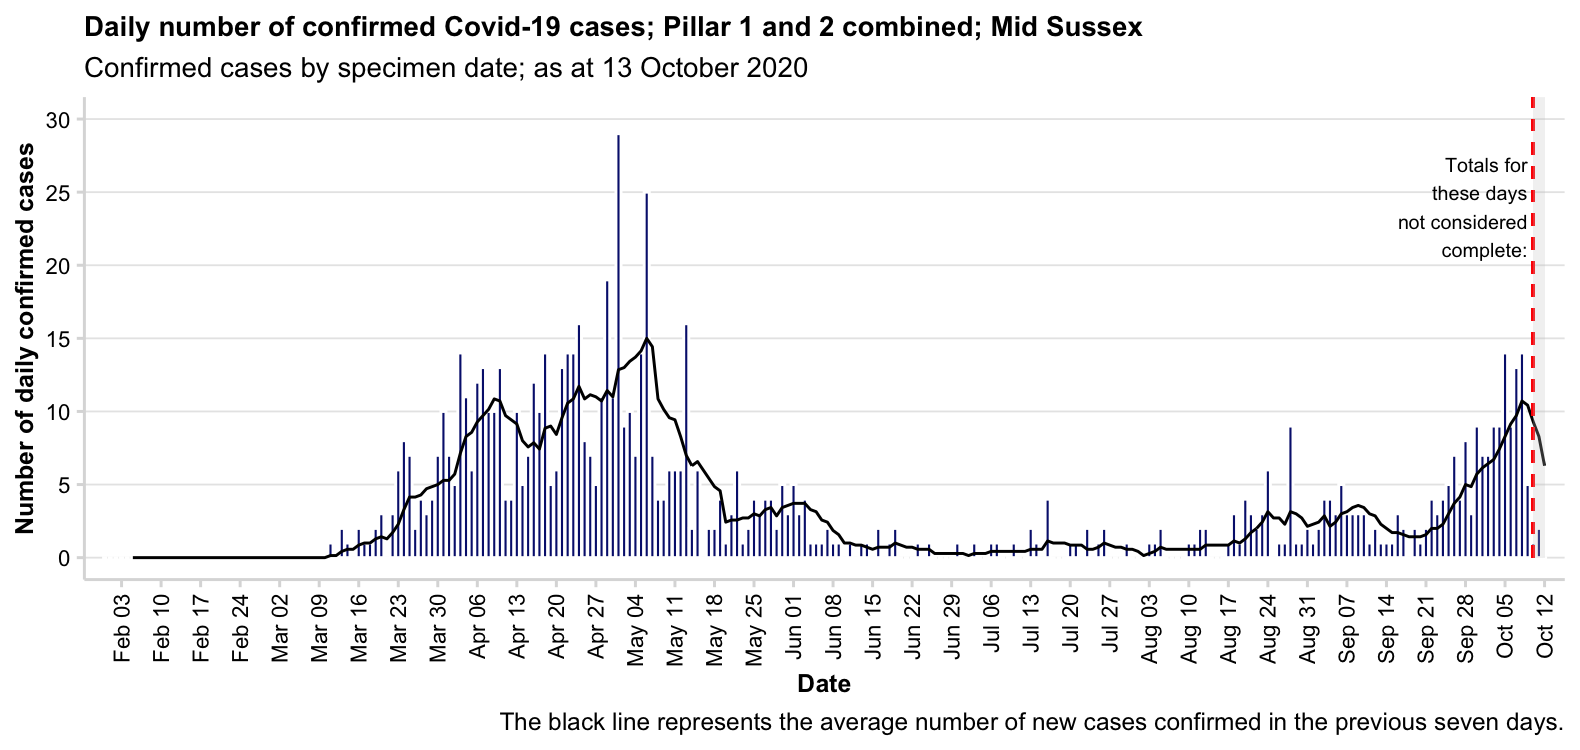 Daily number of confirmed Covid-19 cases; Pillar 1 and 2 combined; Mid Sussex
Confirmed cases by specimen date; as at 13 October 2020
Number of daily confirmed cases
30
25
20
15
10
5
0
Totals for
these days
not considered
complete:
Feb 03
Feb 10
Feb 17
Feb 24
Mar 02
Mar 09
Mar 16
Mar 23
Mar 30
Apr 06
Apr 13
Apr 20
Apr 27
May 04
May 11
May 18
May 25
Jun 01
Jun 08
Jun 15
Jun 22
Jun 29
Jul 06
Jul 13
Jul 20
Jul 27
Aug 03
Aug 10
Aug 17
Aug 24
Aug 31
Sep 07
Sep 14
Sep 21
Sep 28
Oct 05
Oct 12
Date
The black line represents the average number of new cases confirmed in the previous seven days.